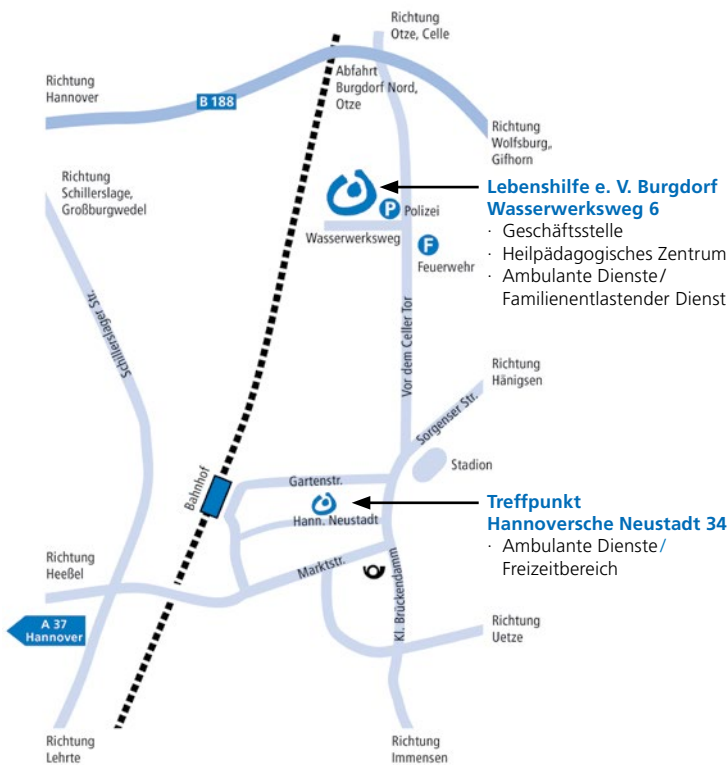 Richtung
Otze, Celle
Richtung
Hannover
B 188
Abfahrt
Burgdorf Nord,
Otze
Richtung
Wolfsburg,
Gifhorn
Richtung
Schillerslage,
Großburgwedel
Lebenshilfe e. V. Burgdorf
Wasserwerksweg 6
· Geschäftsstelle
· Heilpädagogisches Zentrum
· Ambulante Dienste/
Familienentlastender Dienst
P
Polizei
Wasserwerksweg
F
Feuerwehr
Schillerslager Str.
Vor dem Celler Tor
Richtung
Hänigsen
Sorgenser Str.
Stadion
Bahnhof
Gartenstr.
Hann. Neustadt
Treffpunkt
Hannoversche Neustadt 34
· Ambulante Dienste/
Freizeitbereich
Richtung
Heeßel
Marktstr.
Kl. Brückendamm
A 37
Hannover
Richtung
Uetze
Richtung
Lehrte
Richtung
Immensen